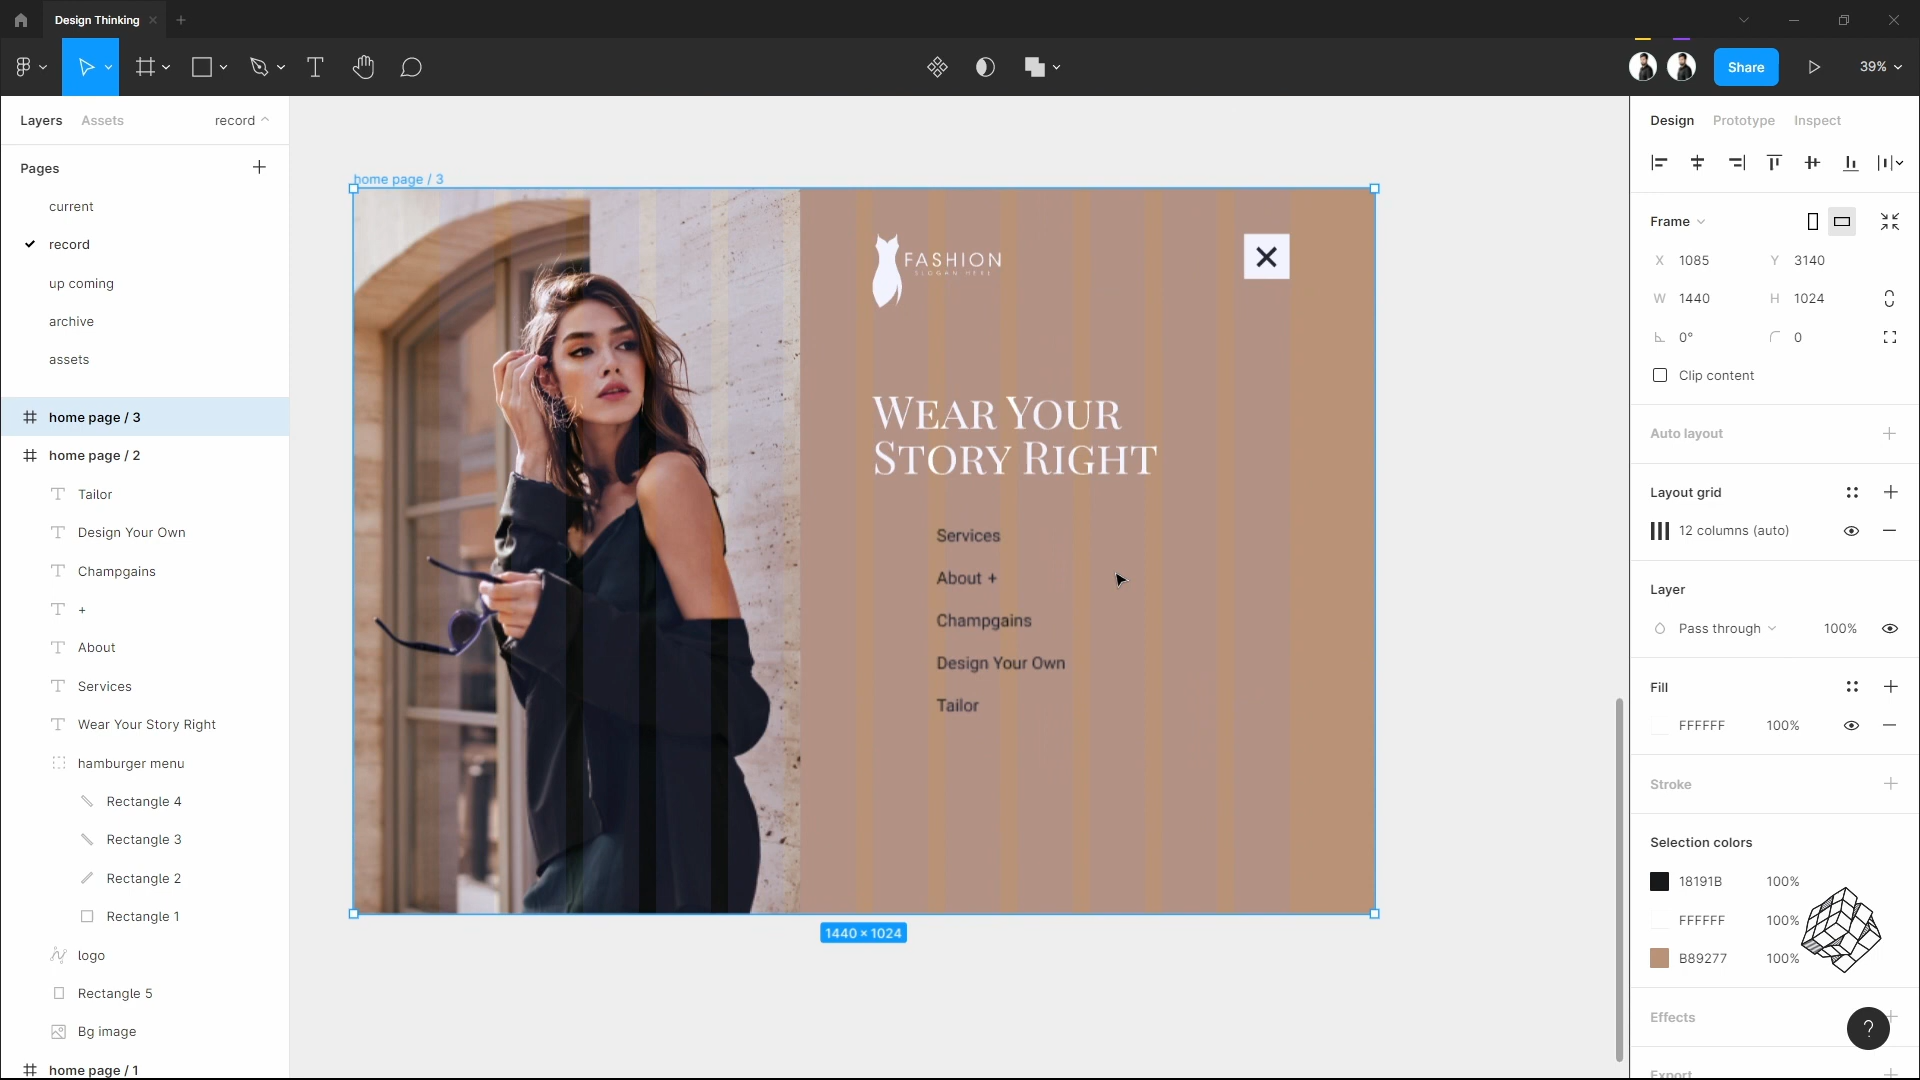 Design Thinking
Share
39%
Layers
Assets
record
Pages
current
record
up coming
archive
assets
home page / 3
home page / 2
Tailor
Design Your Own
Champgains
+
About
Services
Wear Your Story Right
hamburger menu
Rectangle 4
Rectangle 3
Rectangle 2
Rectangle 1
logo
Rectangle 5
Bg image
home page / 1
home page / 3
FASHION
SLOGAN HERE
Wear Your
Story Right
Services
About +
Champgains
Design Your Own
Tailor
1440 × 1024
Design
Prototype
Inspect
Frame
X 1085
Y 3140
W 1440
H 1024
0°
0
Clip content
Auto layout
Layout grid
12 columns (auto)
Layer
Pass through
100%
Fill
FFFFFF
100%
Stroke
Selection colors
18191B
100%
FFFFFF
100%
B89277
100%
Effects
?
Export